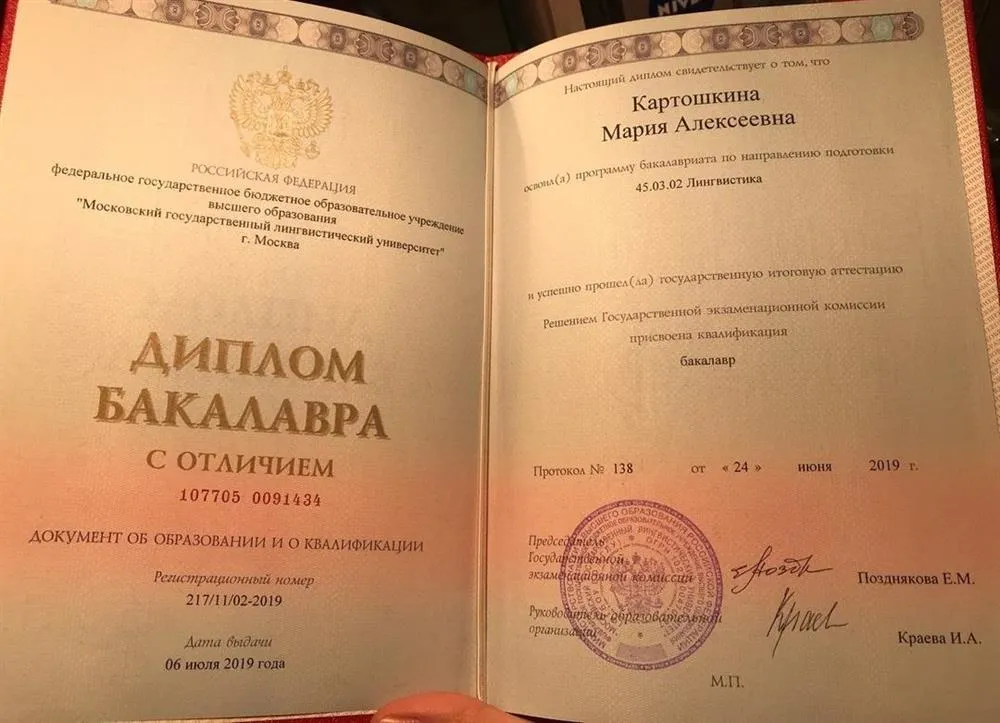 РОССИЙСКАЯ ФЕДЕРАЦИЯ
федеральное государственное бюджетное образовательное учреждение
высшего образования
"Московский государственный лингвистический университет"
г. Москва
ДИПЛОМ
БАКАЛАВРА
С ОТЛИЧИЕМ
107705 0091434
ДОКУМЕНТ ОБ ОБРАЗОВАНИИ И О КВАЛИФИКАЦИИ
Регистрационный номер
217/11/02-2019
Дата выдачи
06 июля 2019 года
NIVE
Настоящий диплом свидетельствует о том, что
Картошкина
Мария Алексеевна
освоил(а) программу бакалавриата по направлению подготовки
45.03.02 Лингвистика
и успешно прошел(ла) государственную итоговую аттестацию
Решением Государственной экзаменационной комиссии
присвоена квалификация
бакалавр
Протокол № 138 от « 24 » июня 2019 г.
Председатель
Государственной
экзаменационной комиссии
Позднякова Е.М.
Руководитель образовательной
организации
Краева И.А.
М.П.